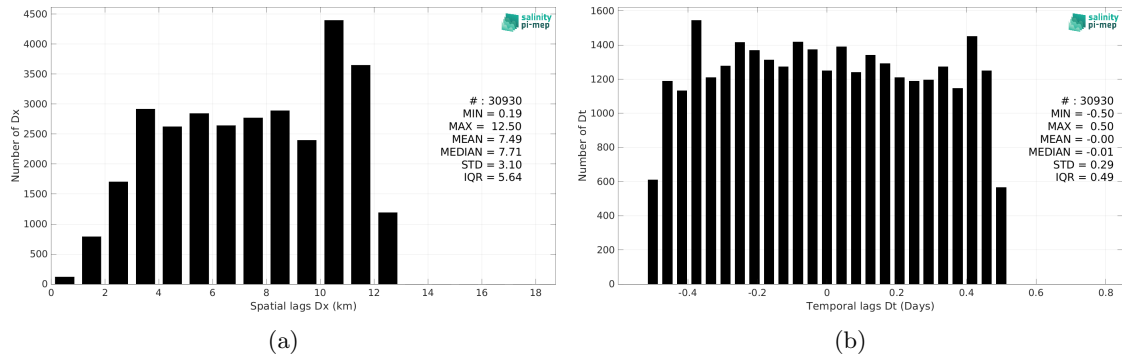 4500
4000
3500
3000
2500
2000
1500
1000
500
0
Number of Dx
salinity
pi-mep
# : 30930
MIN = 0.19
MAX = 12.50
MEAN = 7.49
MEDIAN = 7.71
STD = 3.10
IQR = 5.64
0 2 4 6 8 10 12 14 16 18
Spatial lags Dx (km)
(a)
1600
1400
1200
1000
800
600
400
200
0
Number of Dt
salinity
pi-mep
# : 30930
MIN = -0.50
MAX = 0.50
MEAN = -0.00
MEDIAN = -0.01
STD = 0.29
IQR = 0.49
-0.4 -0.2 0 0.2 0.4 0.6 0.8
Temporal lags Dt (Days)
(b)